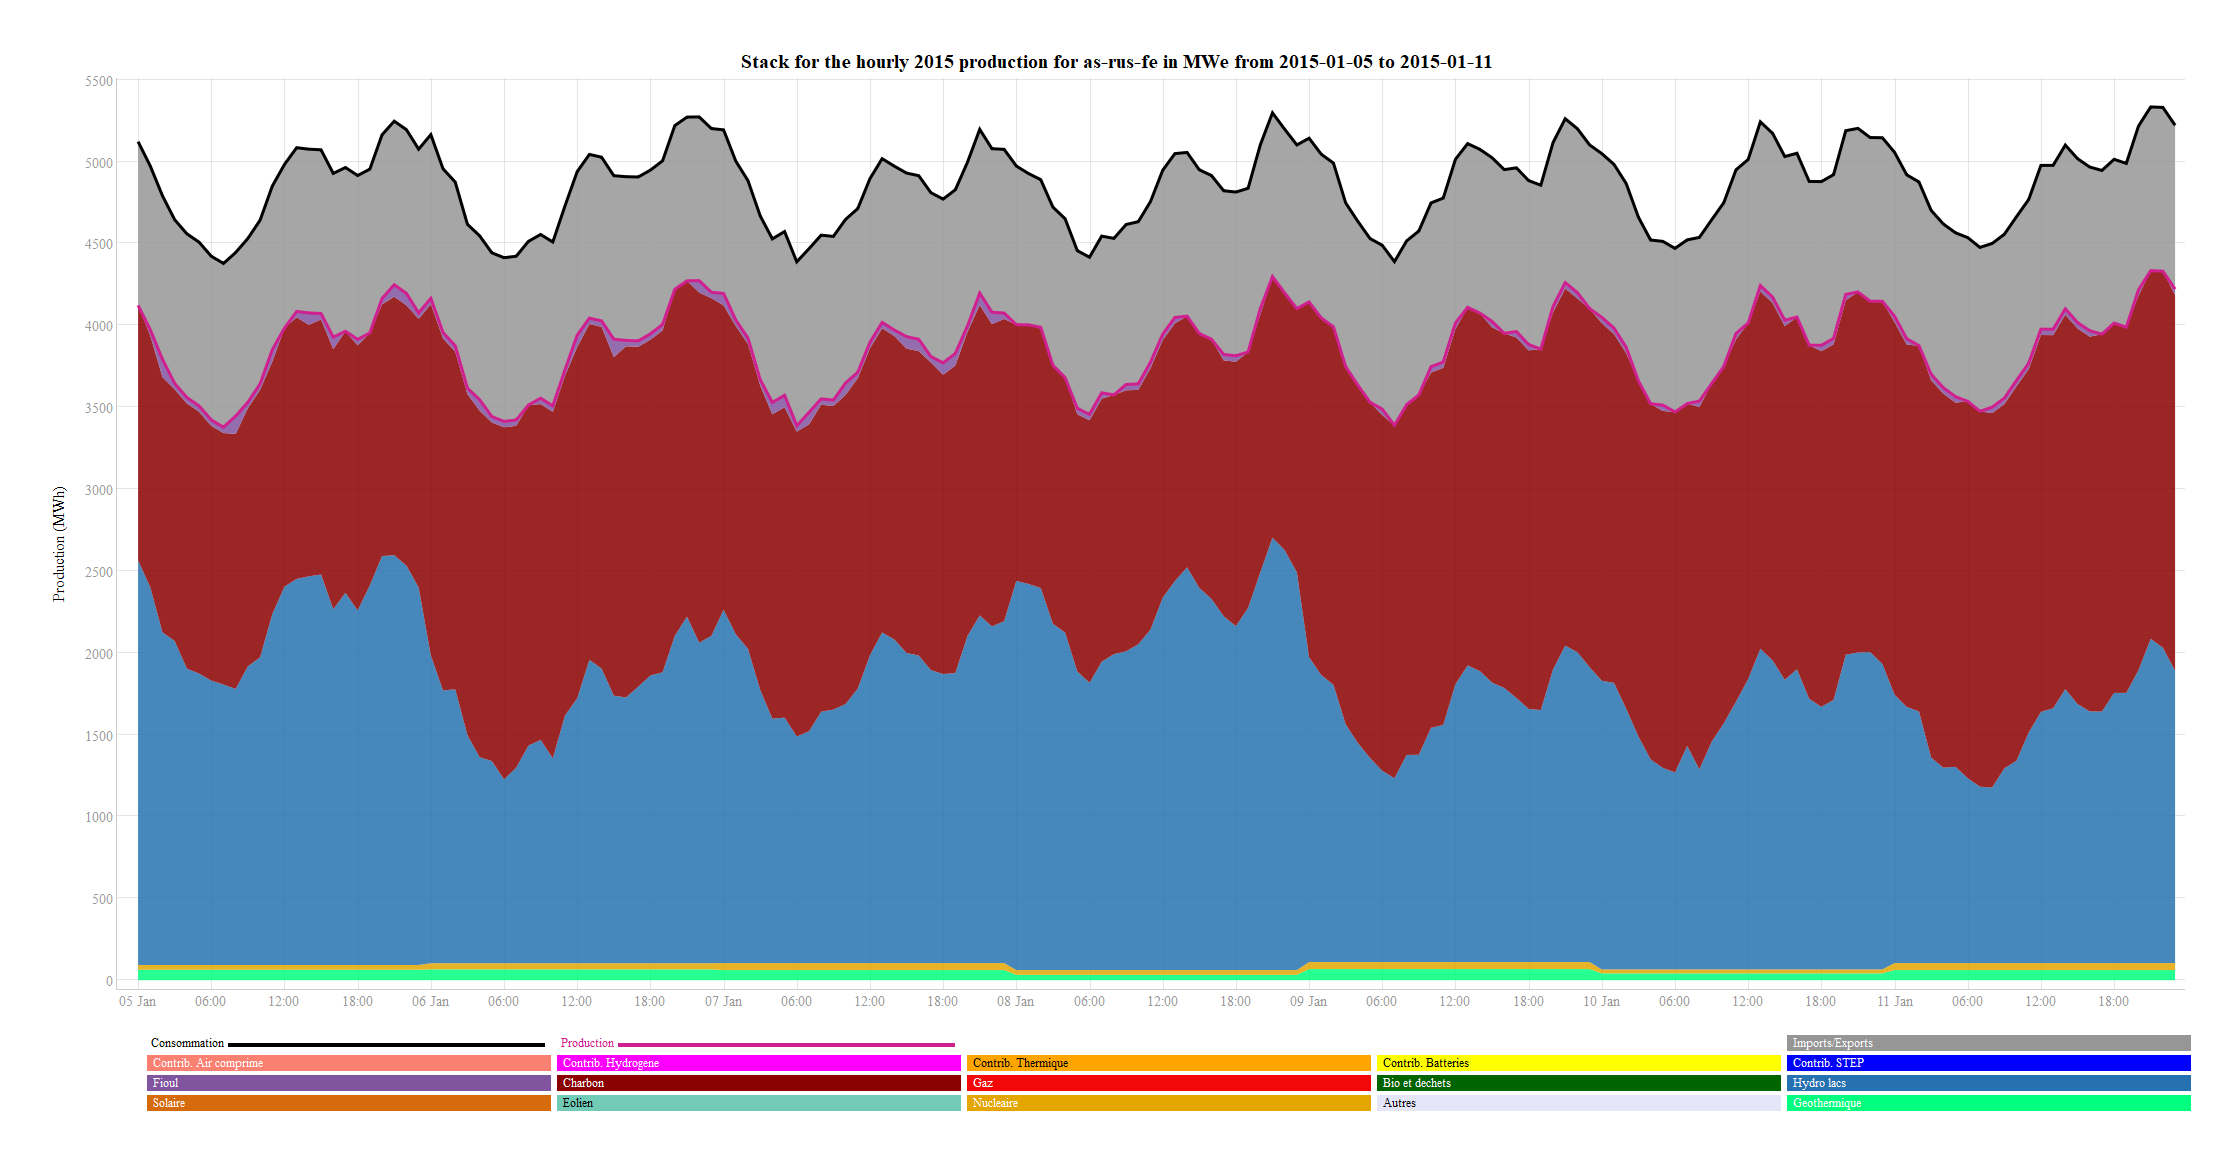 Stack for the hourly 2015 production for as-rus-fe in MWe from 2015-01-05 to 2015-01-11
5500
5000
4500
4000
3500
3000
2500
2000
1500
1000
500
0
Production (MWh)
05 Jan 06:00 12:00 18:00 06 Jan 06:00 12:00 18:00 07 Jan 06:00 12:00 18:00 08 Jan 06:00 12:00 18:00 09 Jan 06:00 12:00 18:00 10 Jan 06:00 12:00 18:00 11 Jan 06:00 12:00 18:00
Consommation Production Imports/Exports
Contrib. Air comprime Contrib. Hydrogene Contrib. Thermique Contrib. Batteries Contrib. STEP
Fioul Charbon Gaz Bio et dechets Hydro lacs
Solaire Eolien Nucleaire Autres Geothermique